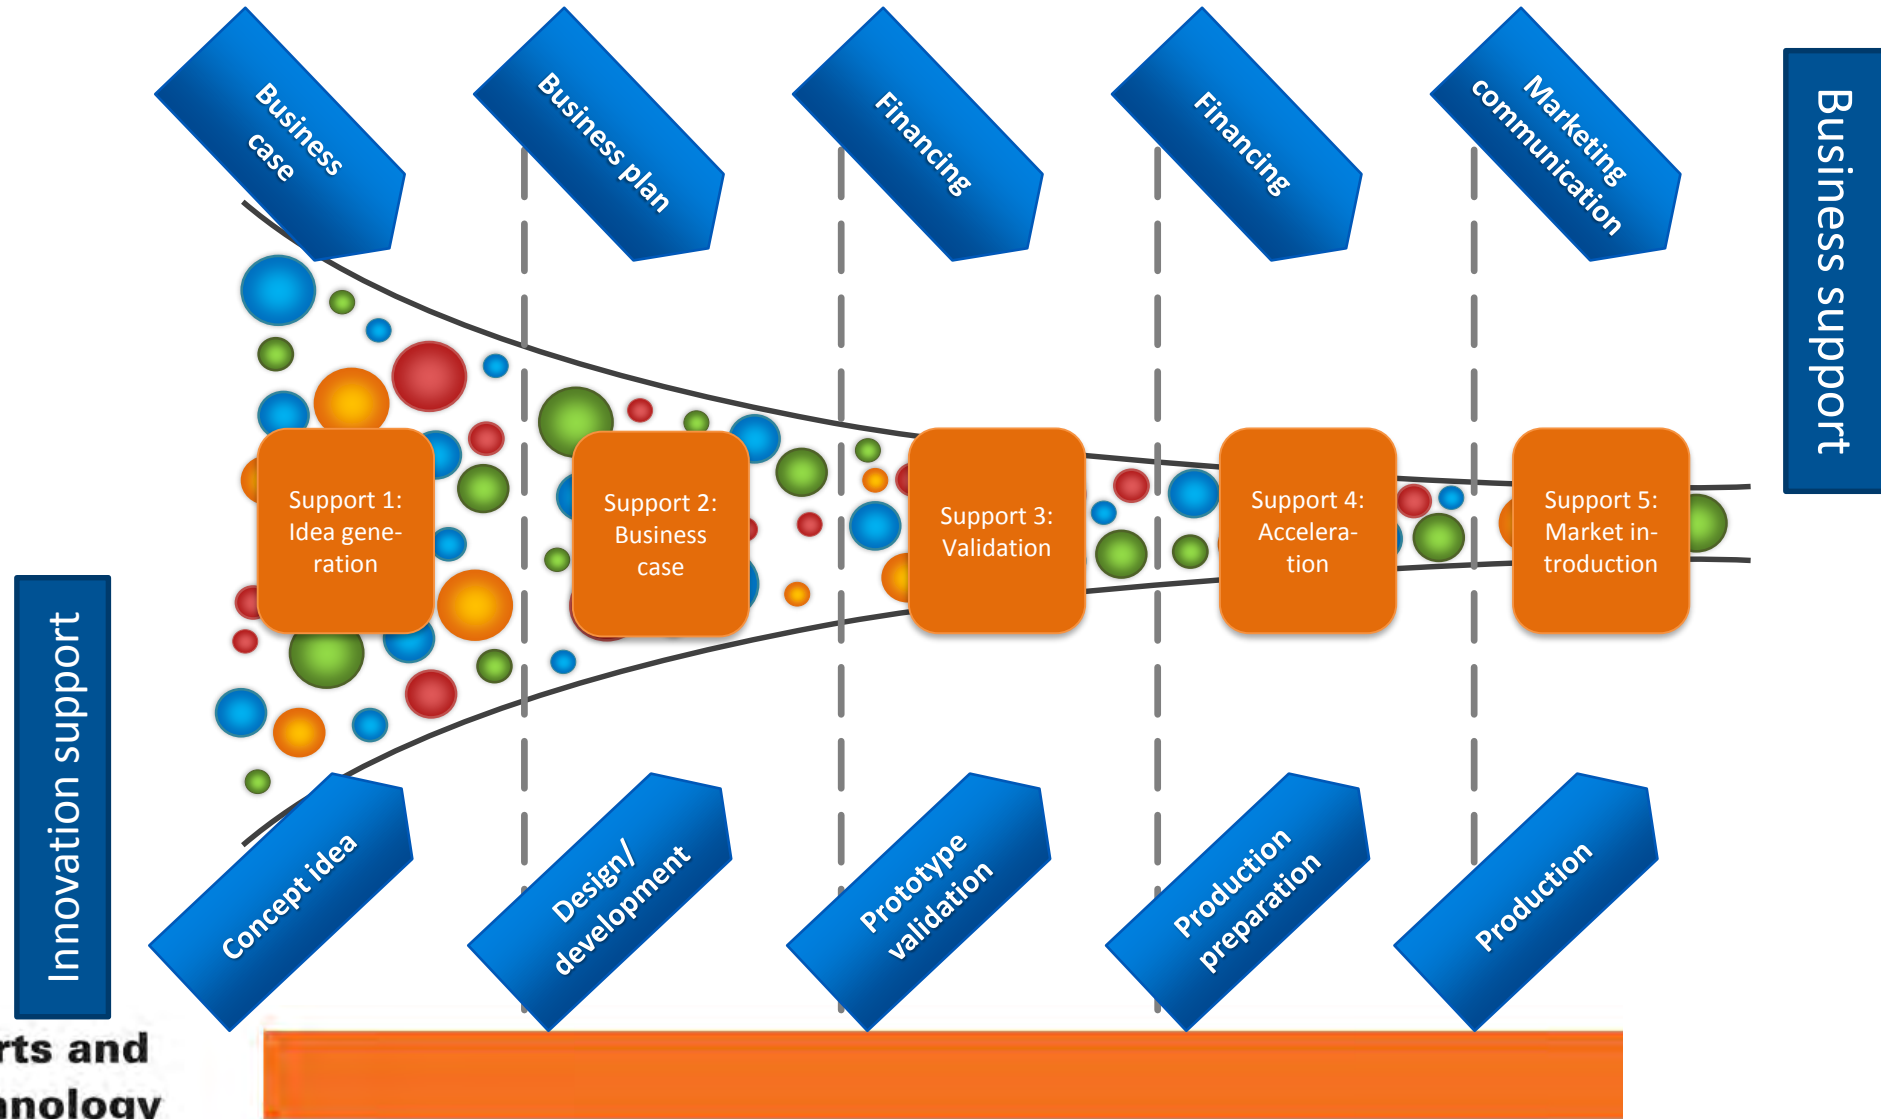 Business
case
Business plan
Financing
Financing
Marketing
communication
Business support
Support 1:
Idea gene-
ration
Support 2:
Business
case
Support 3:
Validation
Support 4:
Accelera-
tion
Support 5:
Market in-
troduction
Innovation support
Concept idea
Design/
development
Prototype
validation
Production
preparation
Production
rts and
hnology